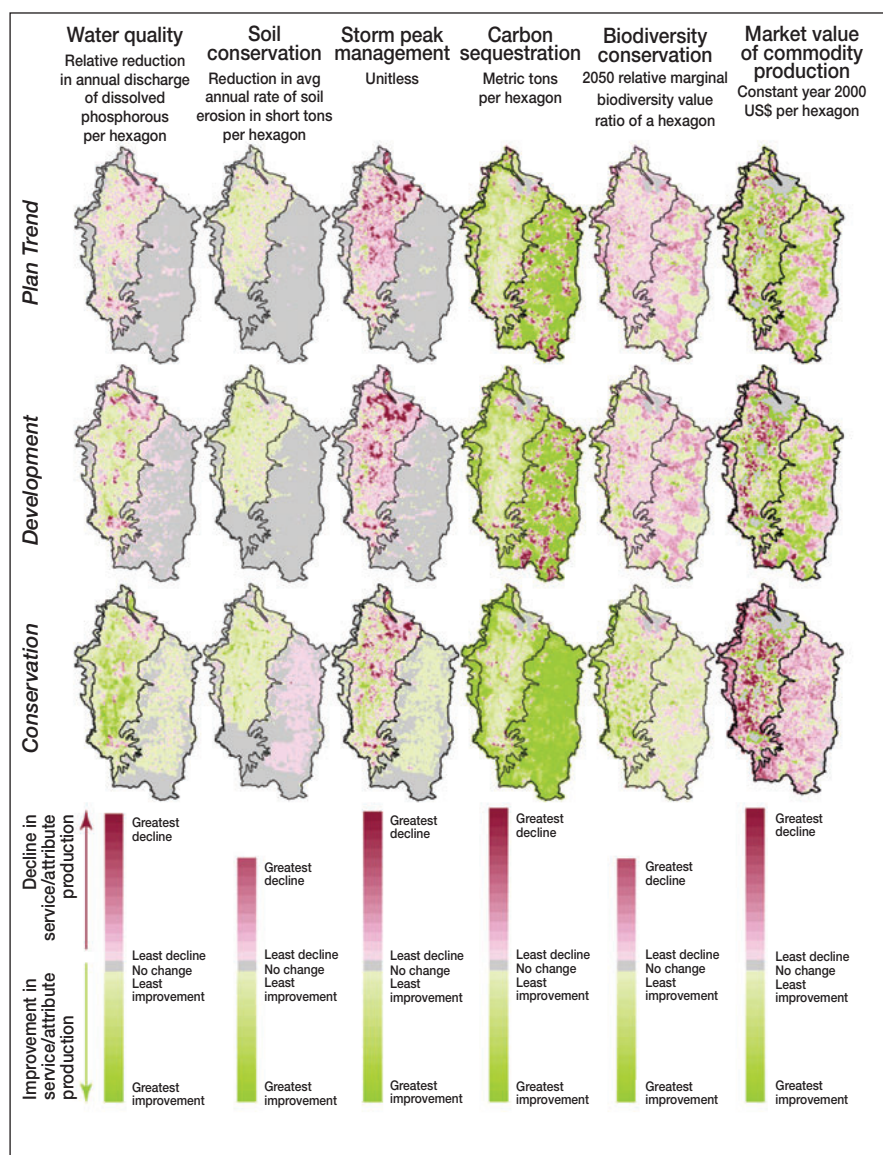 Water quality
Relative reduction
in annual discharge
of dissolved
phosphorous
per hexagon
Soil
conservation
Reduction in avg
annual rate of soil
erosion in short tons
per hexagon
Storm peak
management
Unitless
Carbon
sequestration
Metric tons
per hexagon
Biodiversity
conservation
2050 relative marginal
biodiversity value
ratio of a hexagon
Market value
of commodity
production
Constant year 2000
US$ per hexagon
Plan Trend
Development
Conservation
Decline in
service/attribute
production
Improvement in
service/attribute
production
Greatest
decline
Least decline
No change
Least
improvement
Greatest
improvement
Greatest
decline
Least decline
No change
Least
improvement
Greatest
improvement
Greatest
decline
Least decline
No change
Least
improvement
Greatest
improvement
Greatest
decline
Least decline
No change
Least
improvement
Greatest
improvement
Greatest
decline
Least decline
No change
Least
improvement
Greatest
improvement
Greatest
decline
Least decline
No change
Least
improvement
Greatest
improvement